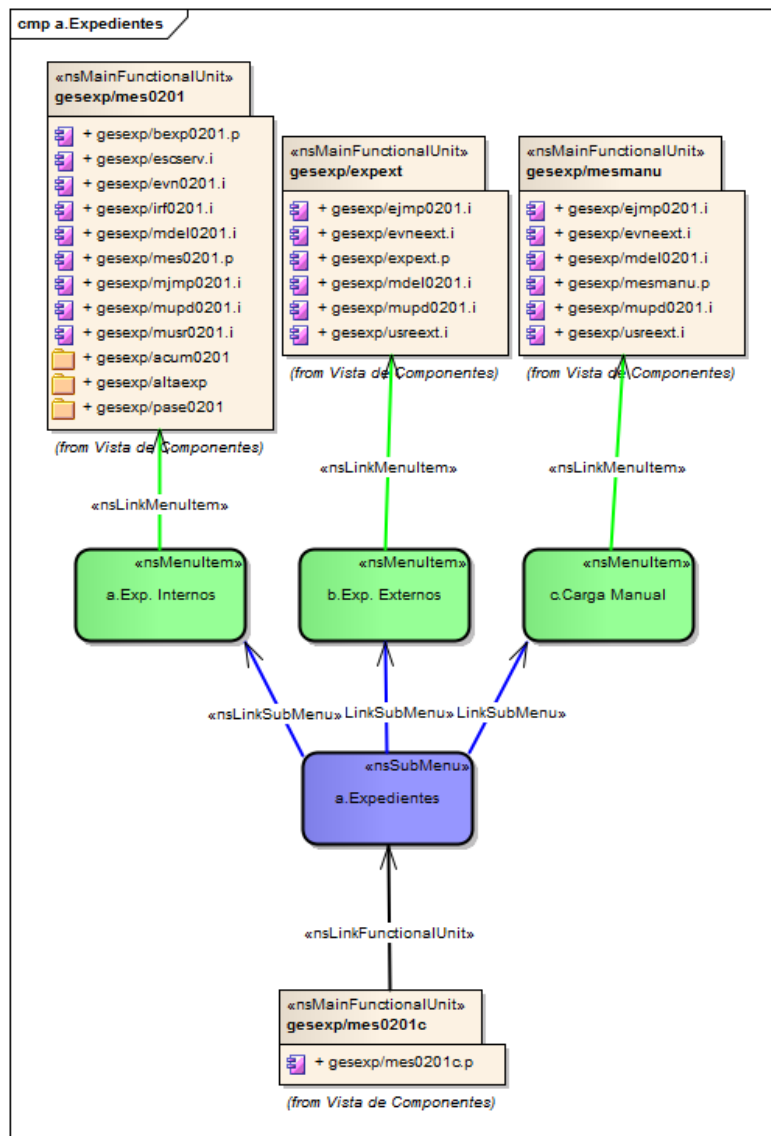 cmp a.Expedientes
«nsMainFunctionalUnit»
gesexp/mes0201
+ gesexp/bexp0201.p
+ gesexp/escserv.i
+ gesexp/evn0201.i
+ gesexp/irf0201.i
+ gesexp/mdel0201.i
+ gesexp/mes0201.p
+ gesexp/mjmp0201.i
+ gesexp/mupd0201.i
+ gesexp/musr0201.i
+ gesexp/acum0201
+ gesexp/altaexp
+ gesexp/pase0201
(from Vista de Componentes)
«nsMainFunctionalUnit»
gesexp/expext
+ gesexp/ejmp0201.i
+ gesexp/evneext.i
+ gesexp/expext.p
+ gesexp/mdel0201.i
+ gesexp/mupd0201.i
+ gesexp/usreext.i
(from Vista de Componentes)
«nsMainFunctionalUnit»
gesexp/mesmanu
+ gesexp/ejmp0201.i
+ gesexp/evneext.i
+ gesexp/mdel0201.i
+ gesexp/mesmanu.p
+ gesexp/mupd0201.i
+ gesexp/usreext.i
(from Vista de Componentes)
«nsLinkMenuItem»
«nsLinkMenuItem»
«nsLinkMenuItem»
«nsMenuItem»
a.Exp. Internos
«nsMenuItem»
b.Exp. Externos
«nsMenuItem»
c.Carga Manual
«nsLinkSubMenu»
LinkSubMenu»
LinkSubMenu»
«nsSubMenu»
a.Expedientes
«nsLinkFunctionalUnit»
«nsMainFunctionalUnit»
gesexp/mes0201c
+ gesexp/mes0201c.p
(from Vista de Componentes)